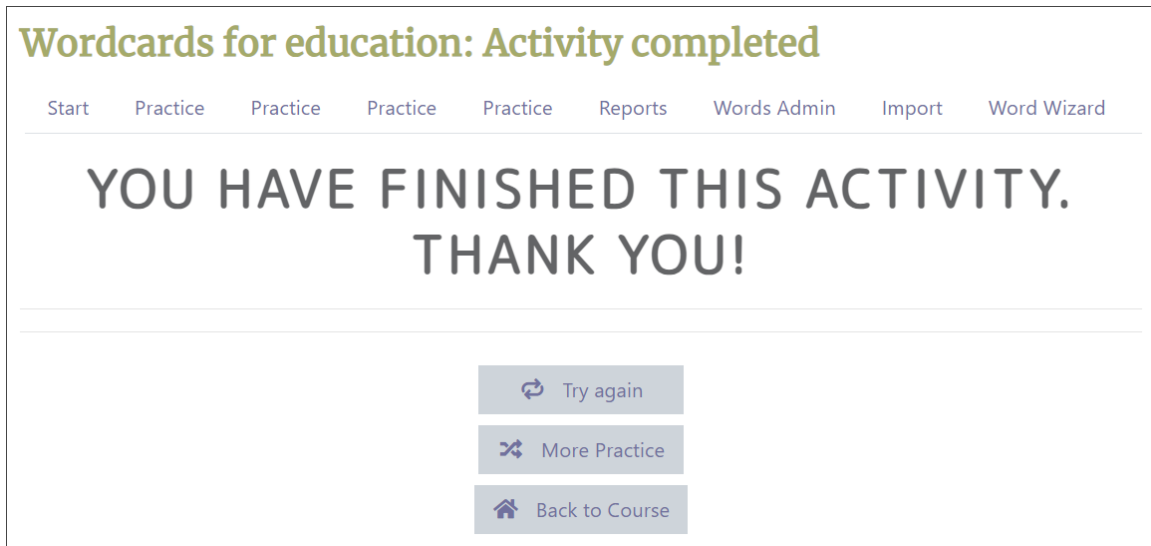 Wordcards for education: Activity completed
Start Practice Practice Practice Practice Reports Words Admin Import Word Wizard
YOU HAVE FINISHED THIS ACTIVITY.
THANK YOU!
Try again
More Practice
Back to Course